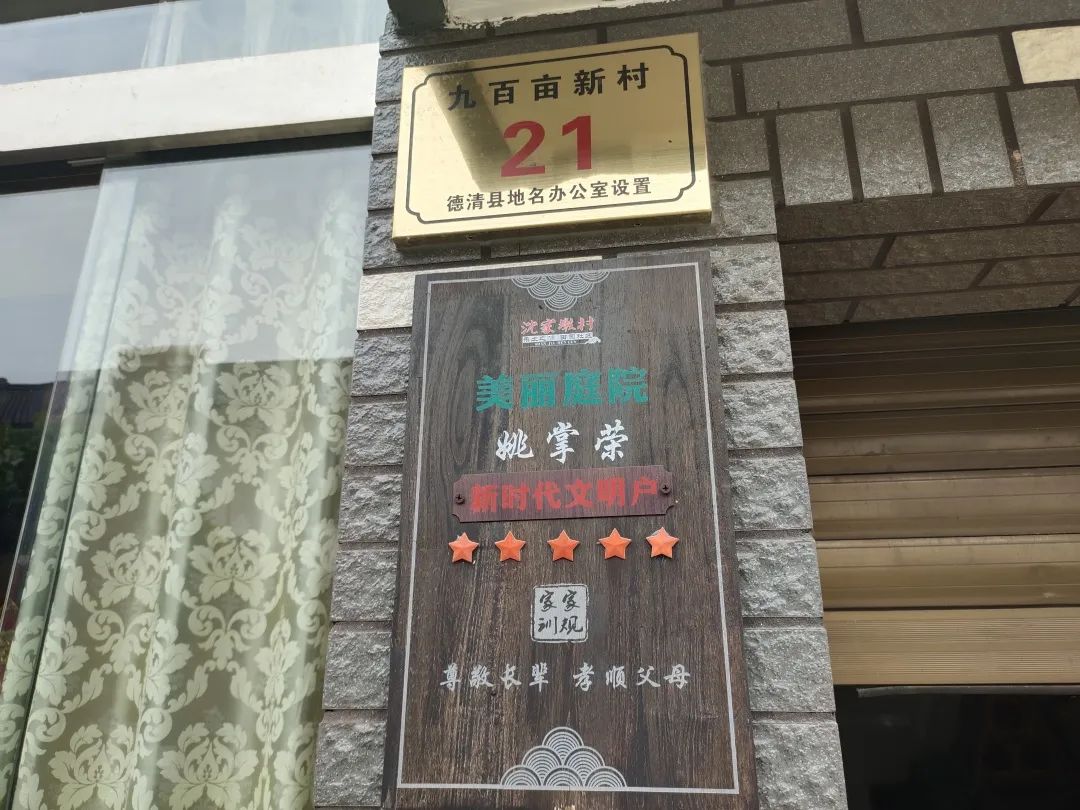 九百亩新村
21
德清县地名办公室设置
沈家墩村
美丽庭院
姚掌荣
新时代文明户
家规
家训
尊敬长辈 孝顺父母